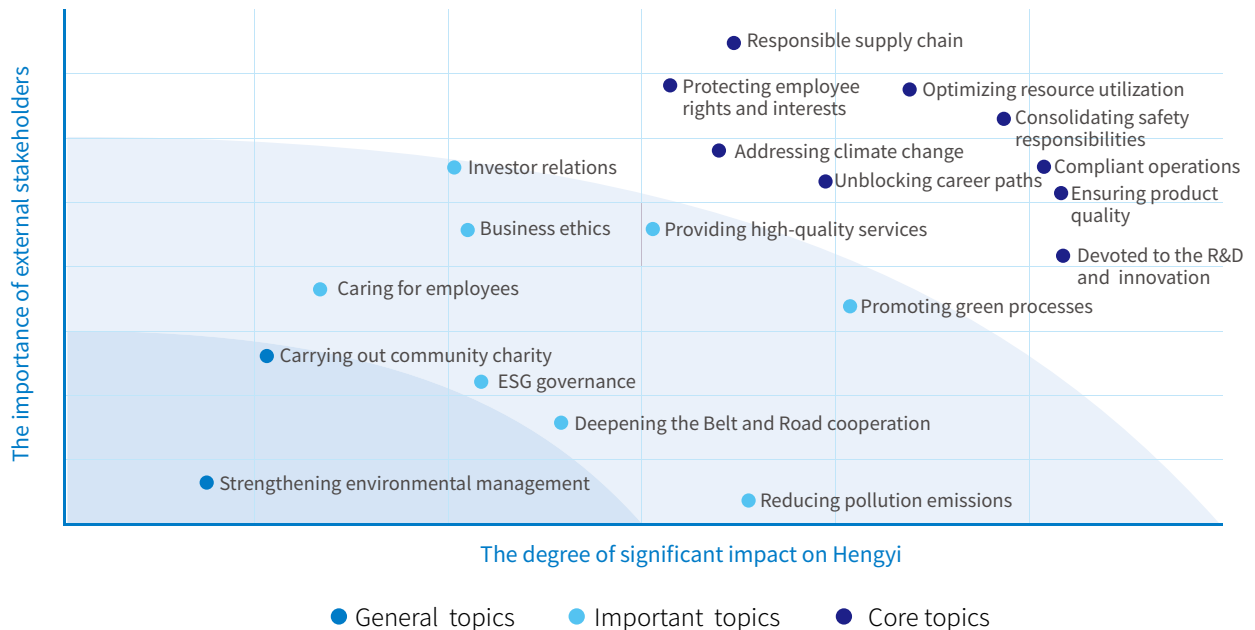 The importance of external stakeholders
Responsible supply chain
Protecting employee
rights and interests
Optimizing resource utilization
Consolidating safety
responsibilities
Addressing climate change
Investor relations
Compliant operations
Unblocking career paths
Ensuring product
quality
Business ethics
Providing high-quality services
Devoted to the R&D
and innovation
Caring for employees
Promoting green processes
Carrying out community charity
ESG governance
Deepening the Belt and Road cooperation
Strengthening environmental management
Reducing pollution emissions
The degree of significant impact on Hengyi
General topics
Important topics
Core topics